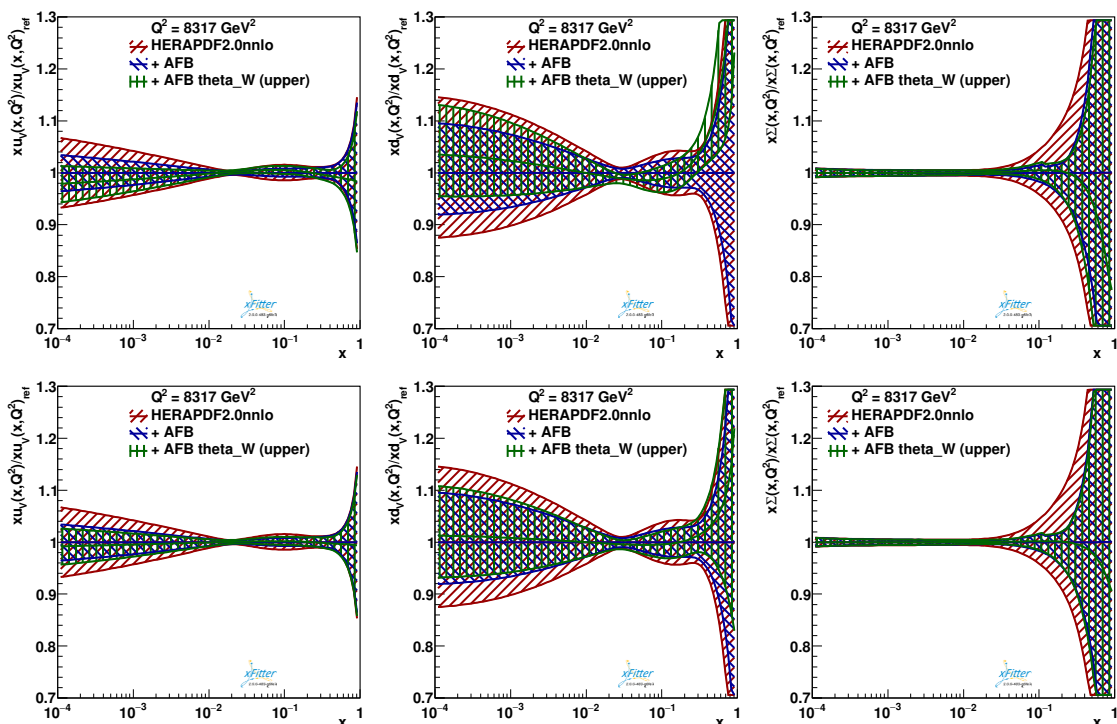 xu_V(x,Q²)/xu_V(x,Q²)_ref
1.3
1.2
1.1
1
0.9
0.8
0.7
Q² = 8317 GeV²
HERAPDF2.0nnlo
+ AFB
+ AFB theta_W (upper)
xFitter
10⁻⁴ 10⁻³ 10⁻² 10⁻¹ 1
x
xd_V(x,Q²)/xd_V(x,Q²)_ref
1.3
1.2
1.1
1
0.9
0.8
0.7
Q² = 8317 GeV²
HERAPDF2.0nnlo
+ AFB
+ AFB theta_W (upper)
xFitter
10⁻⁴ 10⁻³ 10⁻² 10⁻¹ 1
x
xΣ(x,Q²)/xΣ(x,Q²)_ref
1.3
1.2
1.1
1
0.9
0.8
0.7
Q² = 8317 GeV²
HERAPDF2.0nnlo
+ AFB
+ AFB theta_W (upper)
xFitter
10⁻⁴ 10⁻³ 10⁻² 10⁻¹ 1
x
xu_V(x,Q²)/xu_V(x,Q²)_ref
1.3
1.2
1.1
1
0.9
0.8
0.7
Q² = 8317 GeV²
HERAPDF2.0nnlo
+ AFB
+ AFB theta_W (upper)
xFitter
10⁻⁴ 10⁻³ 10⁻² 10⁻¹ 1
x
xd_V(x,Q²)/xd_V(x,Q²)_ref
1.3
1.2
1.1
1
0.9
0.8
0.7
Q² = 8317 GeV²
HERAPDF2.0nnlo
+ AFB
+ AFB theta_W (upper)
xFitter
10⁻⁴ 10⁻³ 10⁻² 10⁻¹ 1
x
xΣ(x,Q²)/xΣ(x,Q²)_ref
1.3
1.2
1.1
1
0.9
0.8
0.7
Q² = 8317 GeV²
HERAPDF2.0nnlo
+ AFB
+ AFB theta_W (upper)
xFitter
10⁻⁴ 10⁻³ 10⁻² 10⁻¹ 1
x